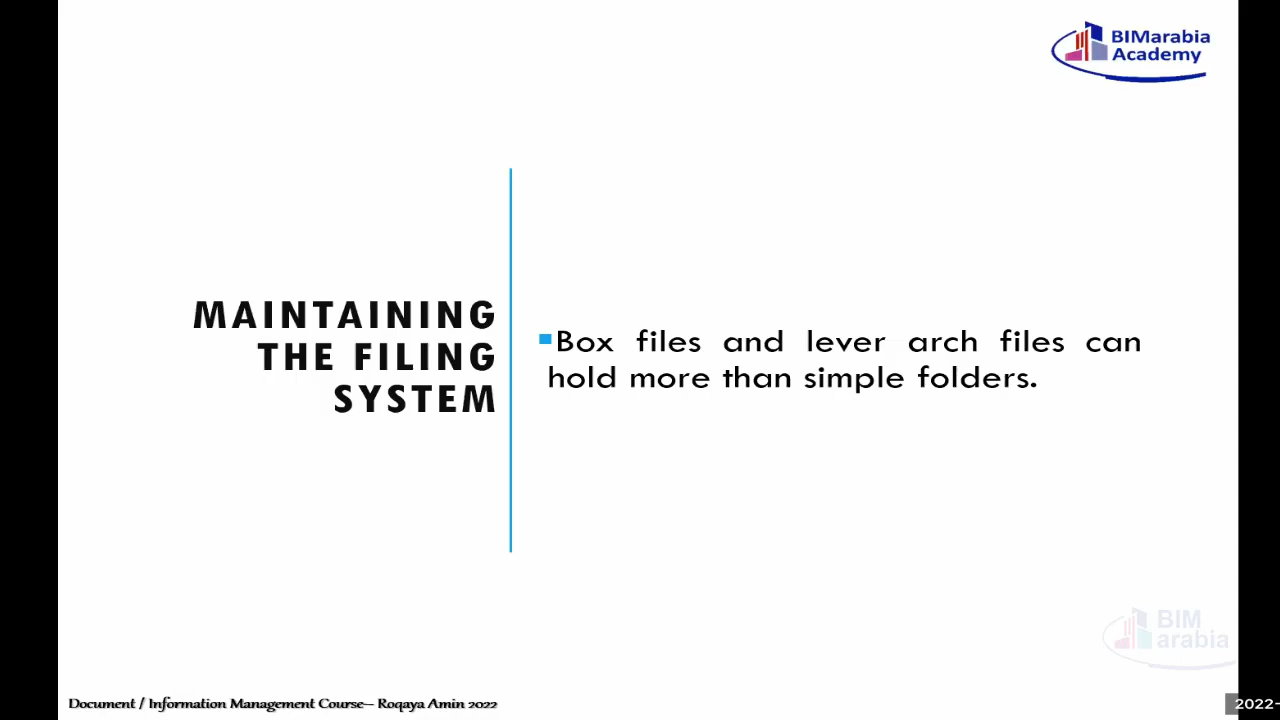 BIMarabia
Academy
MAINTAINING
THE FILING
SYSTEM
Box files and lever arch files can
hold more than simple folders.
BIM
arabia
Document / Information Management Course– Roqaya Amin 2022
2022-